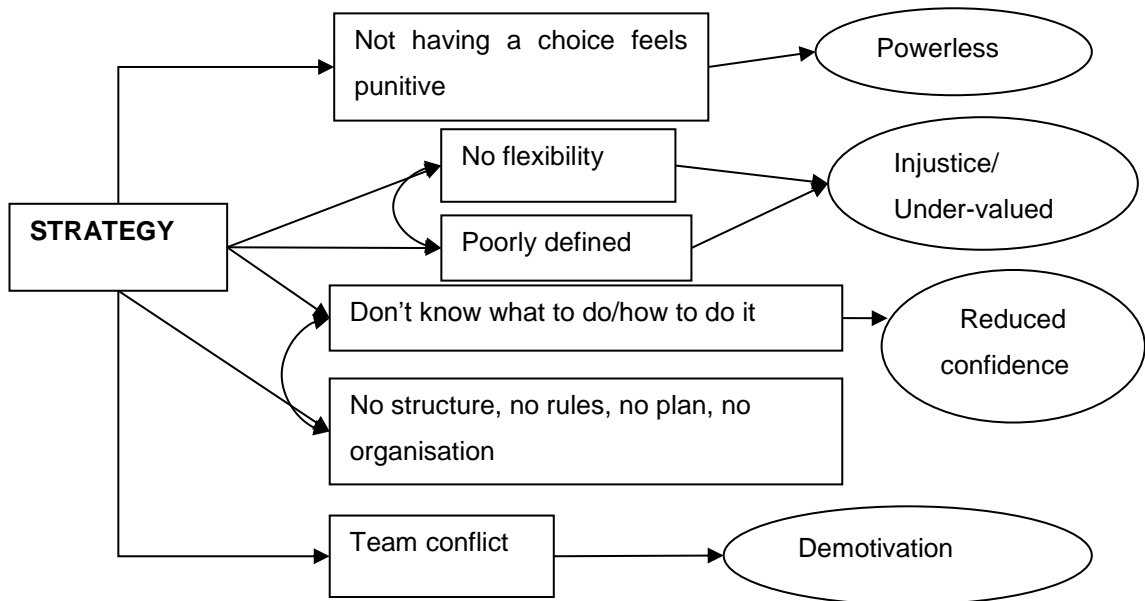 Not having a choice feels
punitive
Powerless
No flexibility
Injustice/
Under-valued
STRATEGY
Poorly defined
Don’t know what to do/how to do it
Reduced
confidence
No structure, no rules, no plan, no
organisation
Team conflict
Demotivation